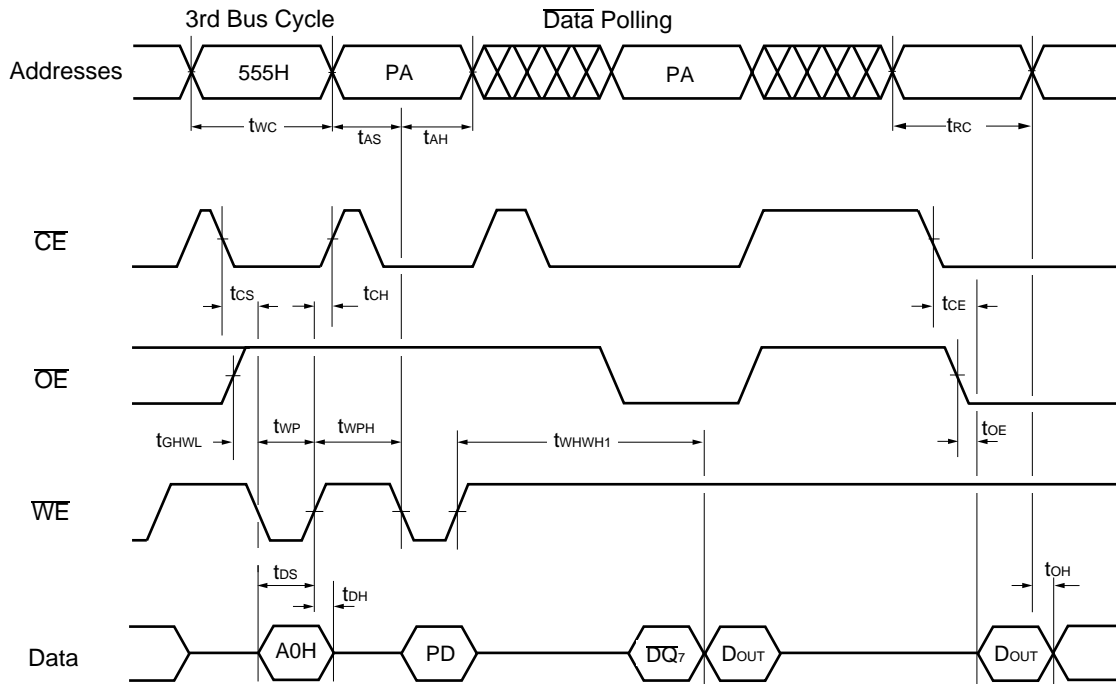 3rd Bus Cycle
Data Polling
Addresses
555H
PA
PA
tWC
tAS
tAH
tRC
CE
tCS
tCH
tCE
OE
tGHWL
tWP
tWPH
tWHWH1
tOE
WE
tDS
tDH
tOH
Data
A0H
PD
DQ7
DOUT
DOUT